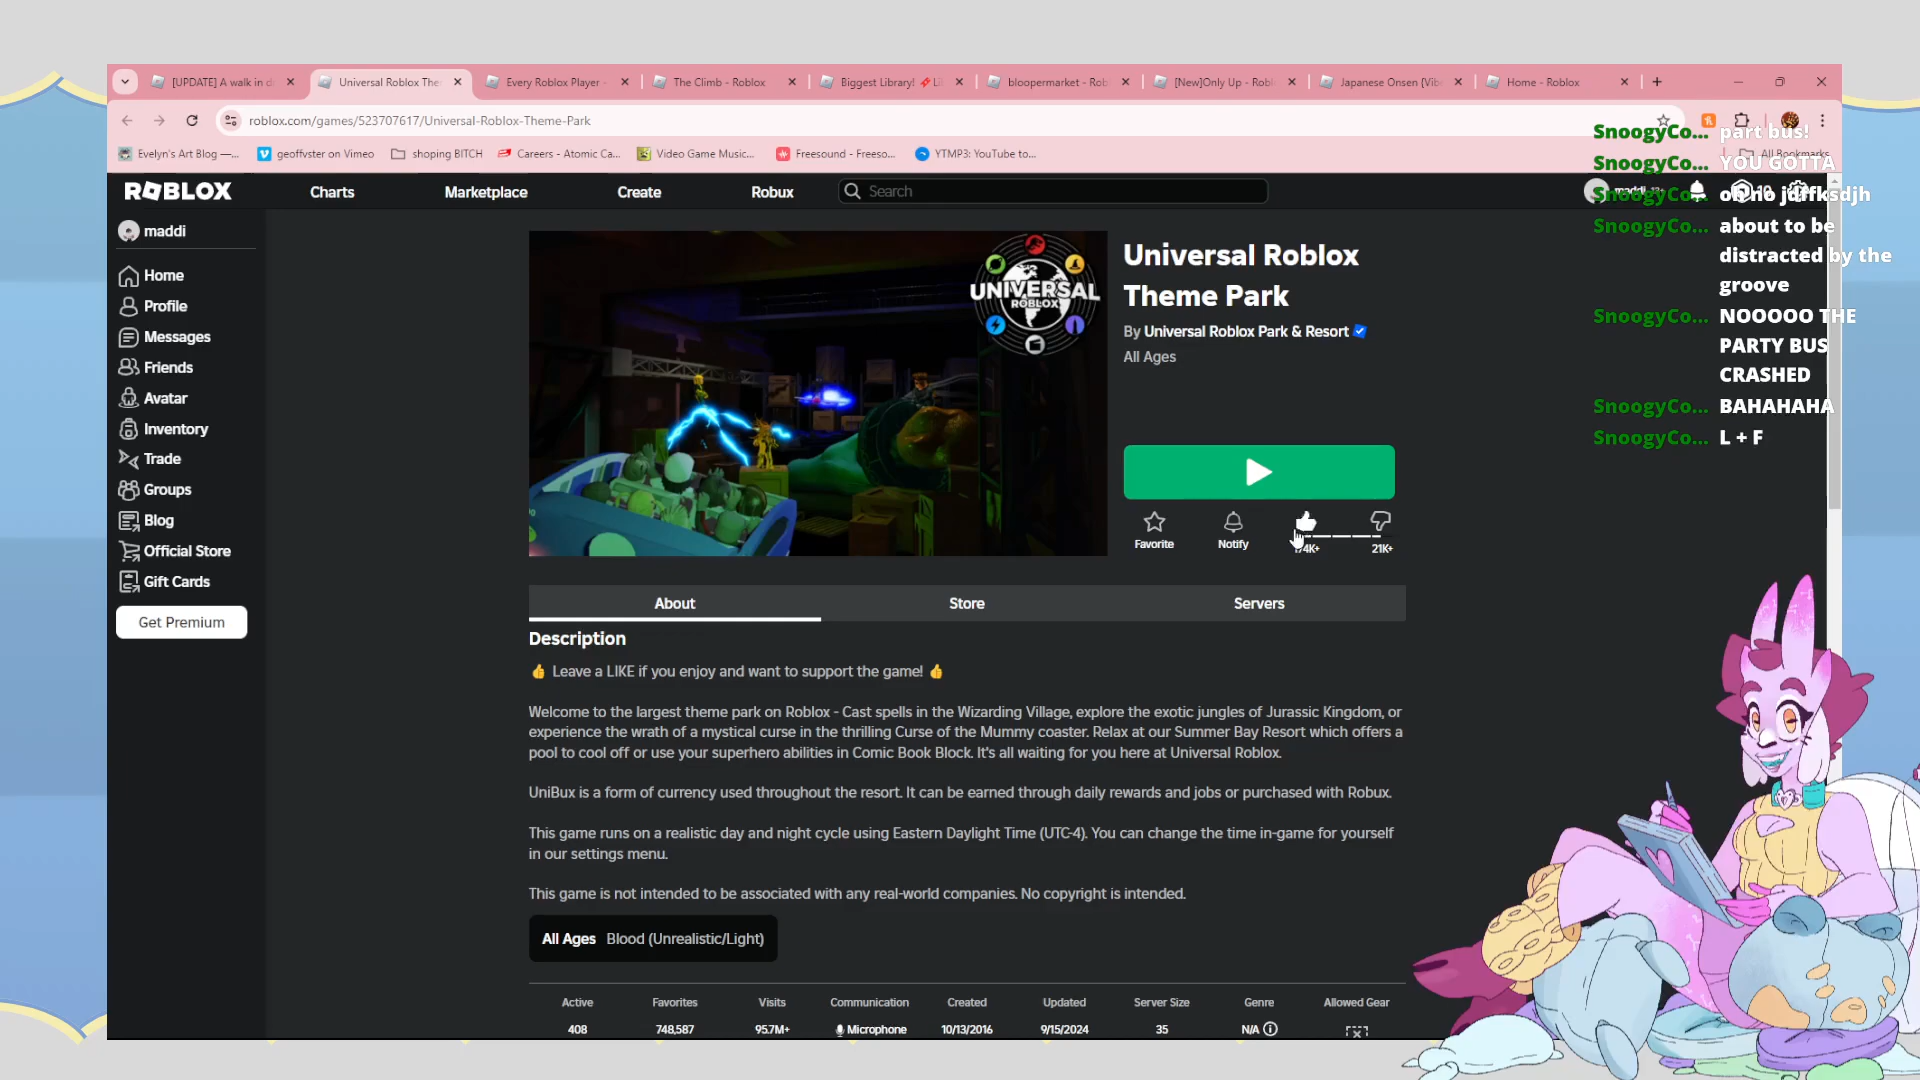 [UPDATE] A walk in d
Universal Roblox The
Every Roblox Player -
The Climb - Roblox
Biggest Library!
bloopermarket - Rob
[New]Only Up - Robl
Japanese Onsen (Vib
Home - Roblox
roblox.com/games/523707617/Universal-Roblox-Theme-Park
Evelyn's Art Blog —...
geoffvster on Vimeo
shoping BITCH
Careers - Atomic Ca...
Video Game Music...
Freesound - Freeso...
YTMP3: YouTube to...
All Bookmarks
ROBLOX
Charts
Marketplace
Create
Robux
Search
maddi
Home
Profile
Messages
Friends
Avatar
Inventory
Trade
Groups
Blog
Official Store
Gift Cards
Get Premium
UNIVERSAL
ROBLOX
Universal Roblox
Theme Park
By Universal Roblox Park & Resort
All Ages
Favorite
Notify
21K+
About
Store
Servers
Description
👍 Leave a LIKE if you enjoy and want to support the game! 👍
Welcome to the largest theme park on Roblox - Cast spells in the Wizarding Village, explore the exotic jungles of Jurassic Kingdom, or
experience the wrath of a mystical curse in the thrilling Curse of the Mummy coaster. Relax at our Summer Bay Resort which offers a
pool to cool off or use your superhero abilities in Comic Book Block. It's all waiting for you here at Universal Roblox.
UniBux is a form of currency used throughout the resort. It can be earned through daily rewards and jobs or purchased with Robux.
This game runs on a realistic day and night cycle using Eastern Daylight Time (UTC-4). You can change the time in-game for yourself
in our settings menu.
This game is not intended to be associated with any real-world companies. No copyright is intended.
All Ages Blood (Unrealistic/Light)
Active Favorites Visits Communication Created Updated Server Size Genre Allowed Gear
408 748,587 95.7M+ Microphone 10/13/2016 9/15/2024 35 N/A
SnoogyCo... part bus!
SnoogyCo... YOU GOTTA
SnoogyCo... oh no jdffksdjh
SnoogyCo... about to be
distracted by the
groove
SnoogyCo... NOOOOO THE
PARTY BUS
CRASHED
SnoogyCo... BAHAHAHA
SnoogyCo... L + F